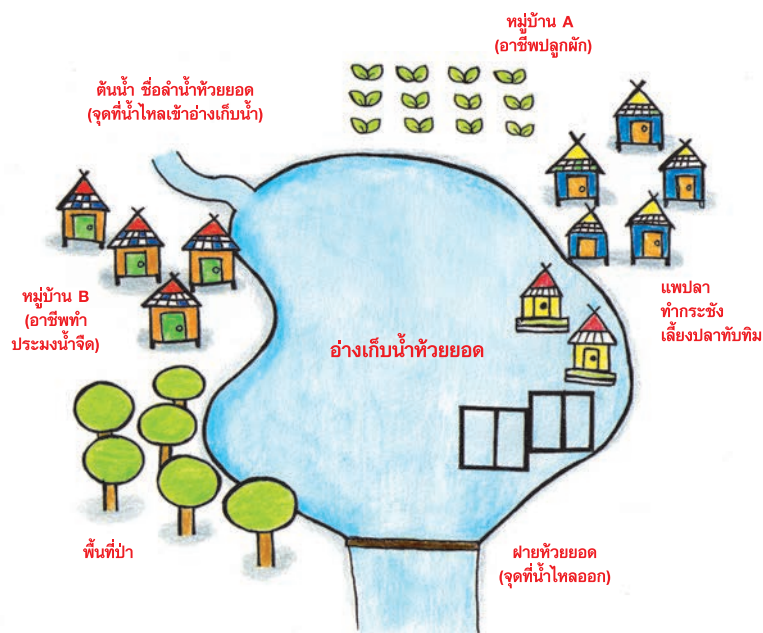 หมู่บ้าน A
(อาชีพปลูกผัก)
ต้นน้ำ ชื่อลำน้ำห้วยยอด
(จุดที่น้ำไหลเข้าอ่างเก็บน้ำ)
หมู่บ้าน B
(อาชีพทำ
ประมงน้ำจืด)
แพปลา
ทำกระชัง
เลี้ยงปลาทับทิม
อ่างเก็บน้ำห้วยยอด
พื้นที่ป่า
ฝายห้วยยอด
(จุดที่น้ำไหลออก)